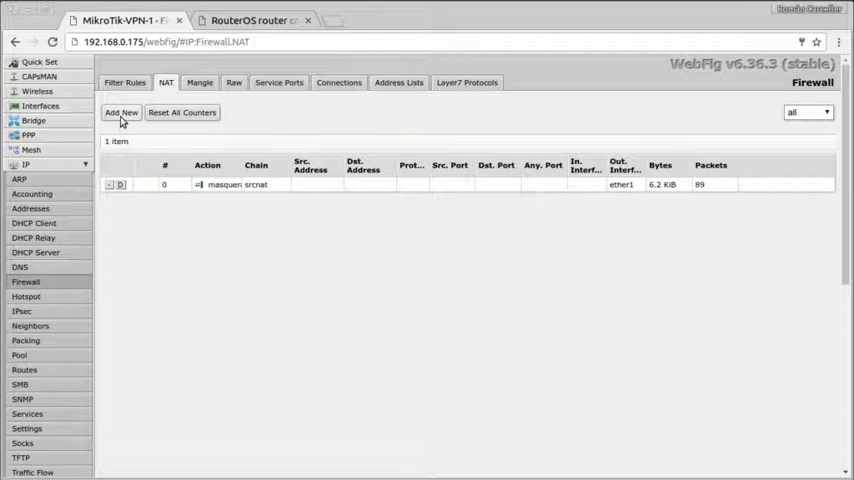 Román Carceller
MikroTik-VPN-1 - Fi
RouterOS router co
192.168.0.175/webfig/#IP:Firewall.NAT
WebFig v6.36.3 (stable)
Quick Set
CAPsMAN
Wireless
Interfaces
Bridge
PPP
Mesh
IP
ARP
Accounting
Addresses
DHCP Client
DHCP Relay
DHCP Server
DNS
Firewall
Hotspot
IPsec
Neighbors
Packing
Pool
Routes
SMB
SNMP
Services
Settings
Socks
TFTP
Traffic Flow
Filter Rules NAT Mangle Raw Service Ports Connections Address Lists Layer7 Protocols
Firewall
Add New Reset All Counters all
1 item
# Action Chain Src. Address Dst. Address Prot... Src. Port Dst. Port Any. Port In. Interf... Out. Interf... Bytes Packets
- D 0 masquera srcnat ether1 6.2 KiB 89